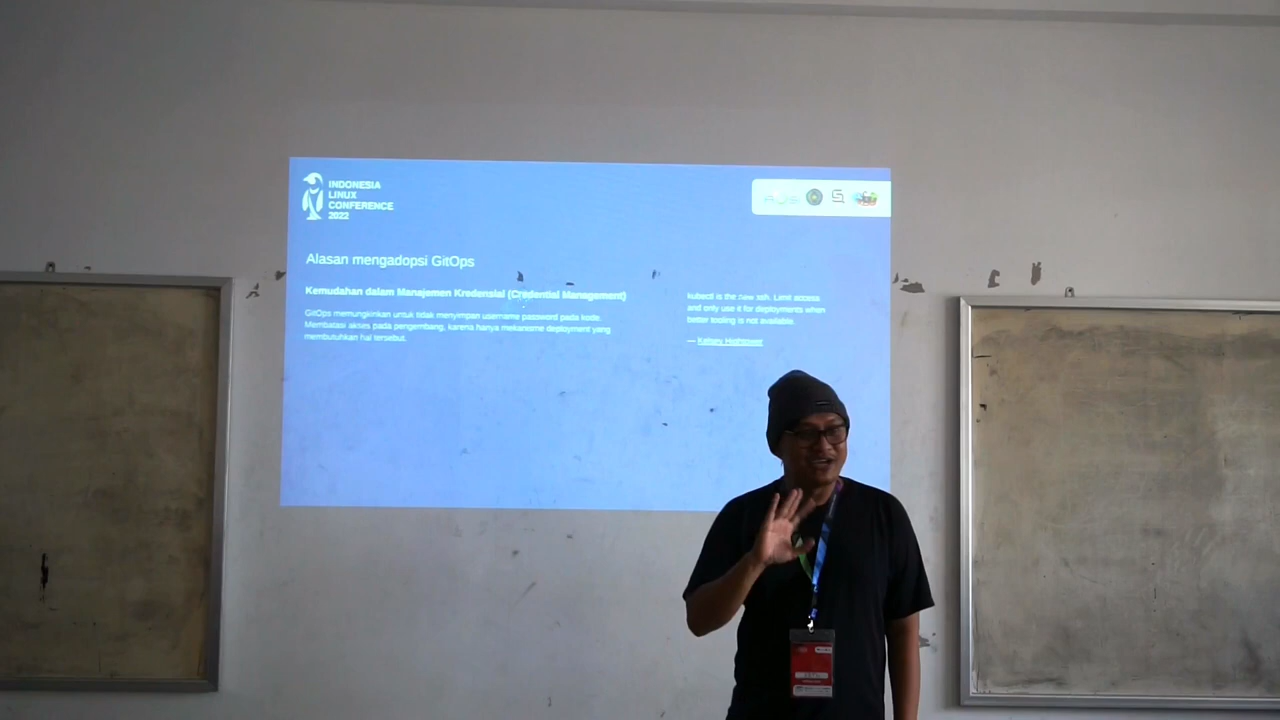 INDONESIA
LINUX
CONFERENCE
2022
Alasan mengadopsi GitOps
Kemudahan dalam Manajemen Kredensial (Credential Management)
GitOps memungkinkan untuk tidak menyimpan username password pada kode.
Membatasi akses pada pengembang, karena hanya mekanisme deployment yang
membutuhkan hal tersebut.
kubectl is the new ssh. Limit access
and only use it for deployments when
better tooling is not available.
— Kelsey Hightower